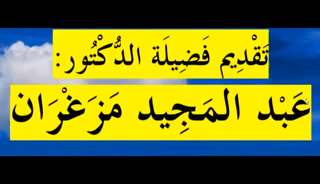 تَقْدِيم فَضِيلَة الدُّكْتُور:
عَبْد المَجِيد مَزَغْرَان